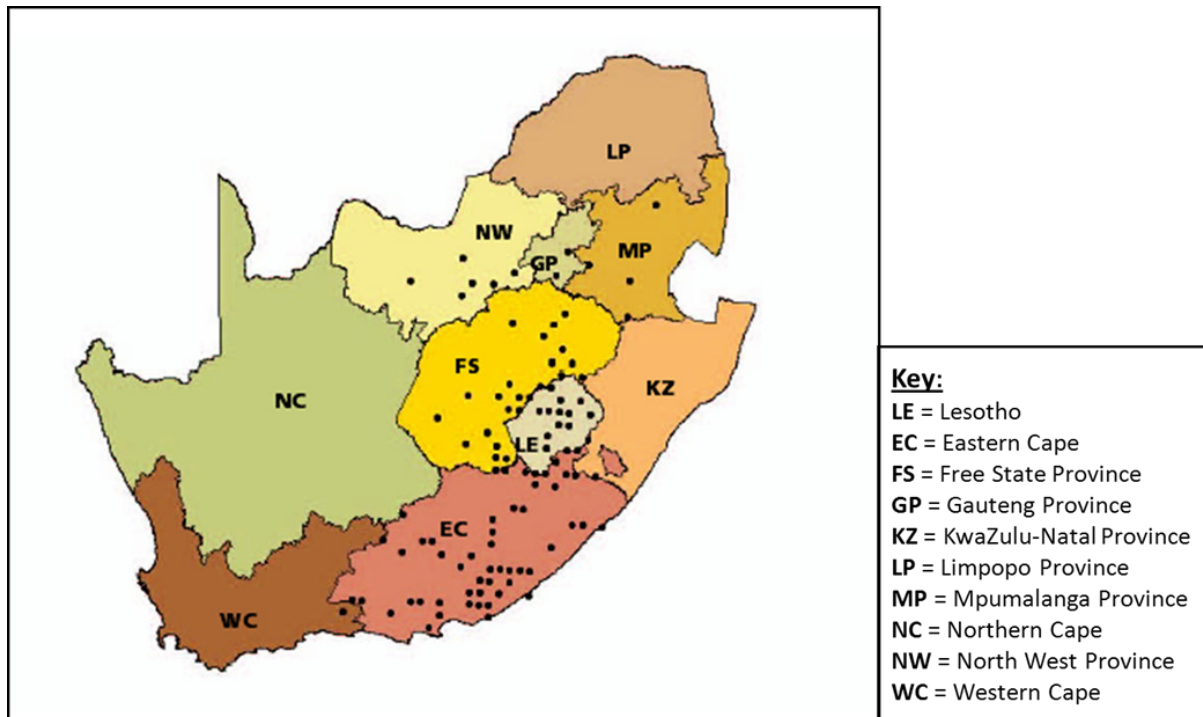 LP
NW
MP
GP
FS
KZ
NC
LE
EC
WC
Key:
LE = Lesotho
EC = Eastern Cape
FS = Free State Province
GP = Gauteng Province
KZ = KwaZulu-Natal Province
LP = Limpopo Province
MP = Mpumalanga Province
NC = Northern Cape
NW = North West Province
WC = Western Cape